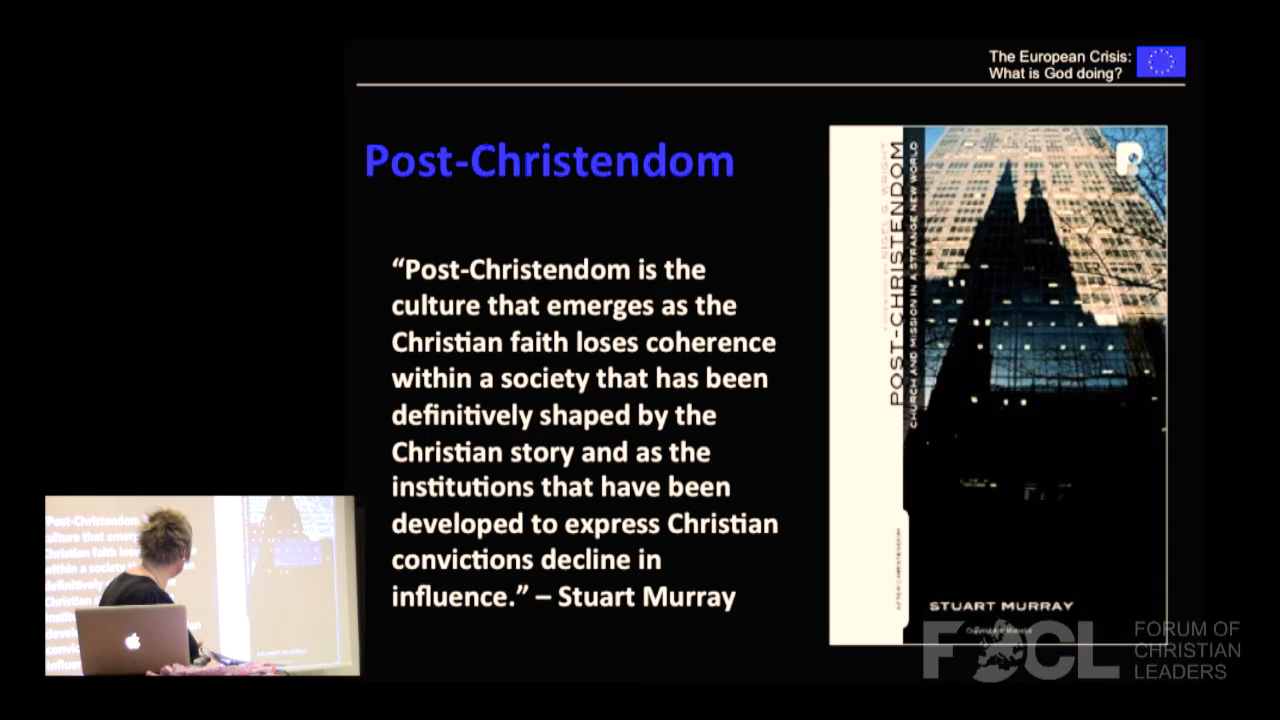 The European Crisis:
What is God doing?
Post-Christendom
“Post-Christendom is the
culture that emerges as the
Christian faith loses coherence
within a society that has been
definitively shaped by the
Christian story and as the
institutions that have been
developed to express Christian
convictions decline in
influence.” – Stuart Murray
POST-CHRISTENDOM
CHURCH AND MISSION IN A STRANGE NEW WORLD
STUART MURRAY
FOCL
FORUM OF
CHRISTIAN
LEADERS